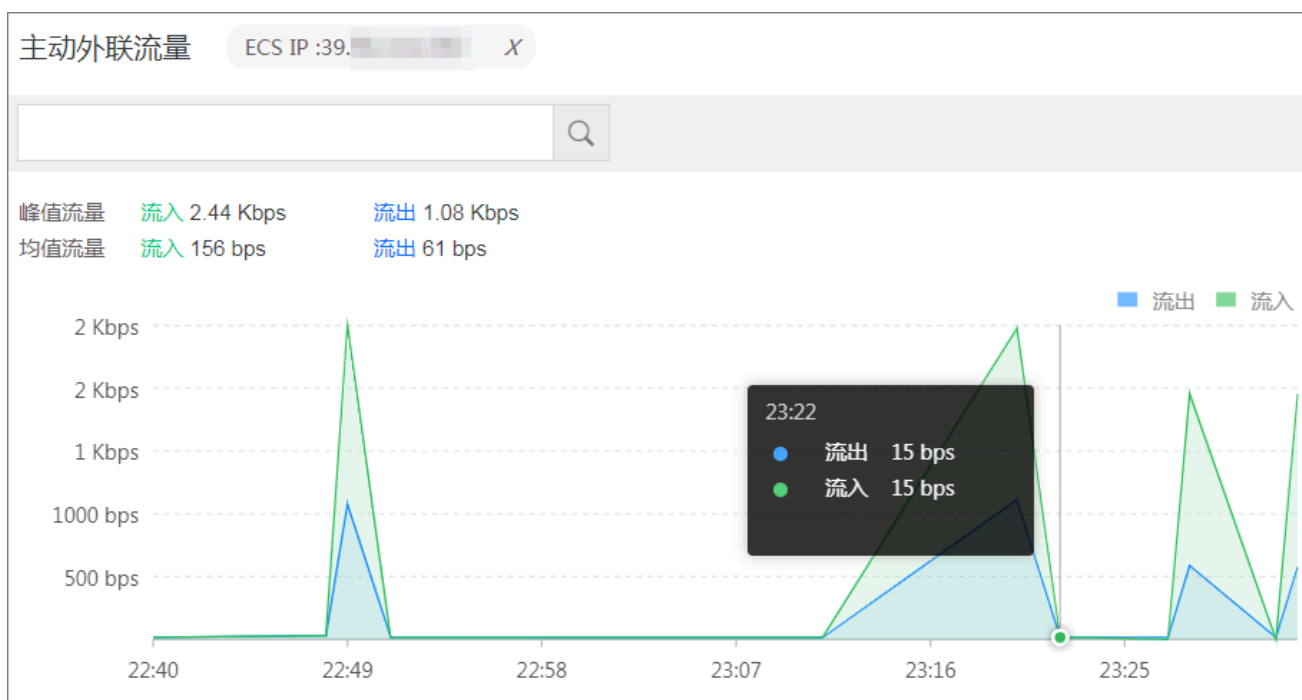 主动外联流量 ECS IP :39. X
峰值流量 流入 2.44 Kbps 流出 1.08 Kbps
均值流量 流入 156 bps 流出 61 bps
流出 流入
2 Kbps
2 Kbps
1 Kbps
1000 bps
500 bps
23:22
流出 15 bps
流入 15 bps
22:40 22:49 22:58 23:07 23:16 23:25